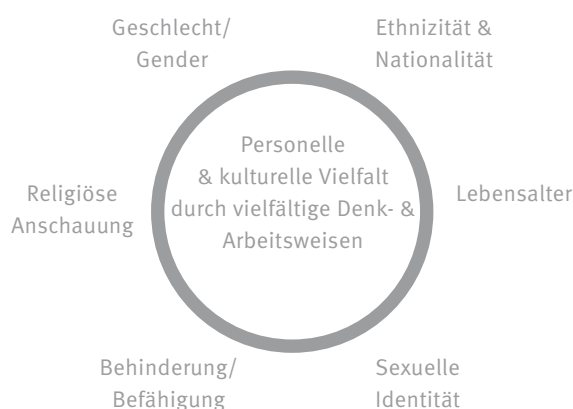 Geschlecht/
Gender
Ethnizität &
Nationalität
Personelle
& kulturelle Vielfalt
durch vielfältige Denk- &
Arbeitsweisen
Religiöse
Anschauung
Lebensalter
Behinderung/
Befähigung
Sexuelle
Identität